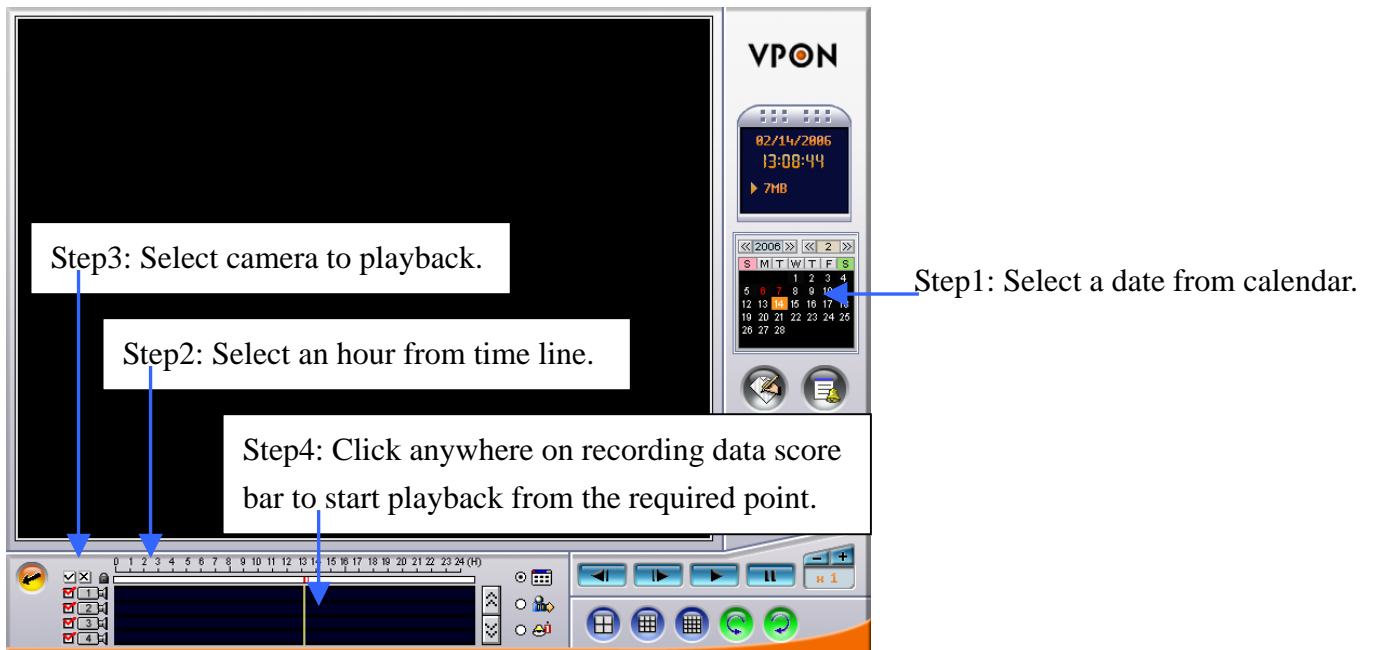 VPON
02/14/2006
13:08:44
7MB
Step3: Select camera to playback.
« 2006 » « 2 »
S M T W T F S
1 2 3 4
5 6 7 8 9 10
12 13 14 15 16 17 18
19 20 21 22 23 24 25
26 27 28
Step1: Select a date from calendar.
Step2: Select an hour from time line.
Step4: Click anywhere on recording data score
bar to start playback from the required point.
0 1 2 3 4 5 6 7 8 9 10 11 12 13 14 15 16 17 18 19 20 21 22 23 24 (H)
x 1
1
2
3
4